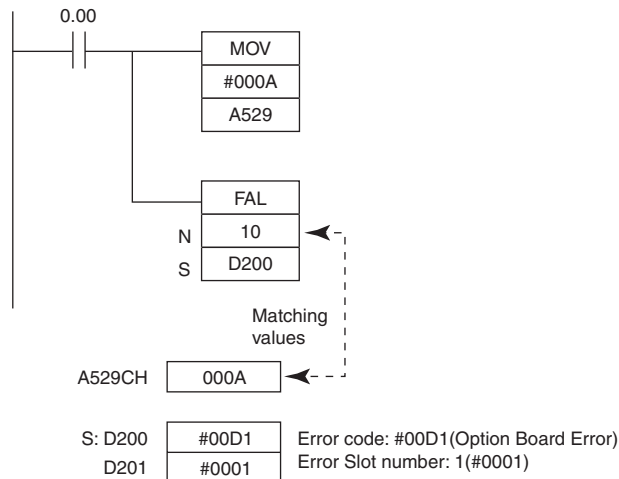 0.00
MOV
#000A
A529
FAL
N 10
S D200
Matching
values
A529CH 000A
S: D200 #00D1 Error code: #00D1(Option Board Error)
D201 #0001 Error Slot number: 1(#0001)